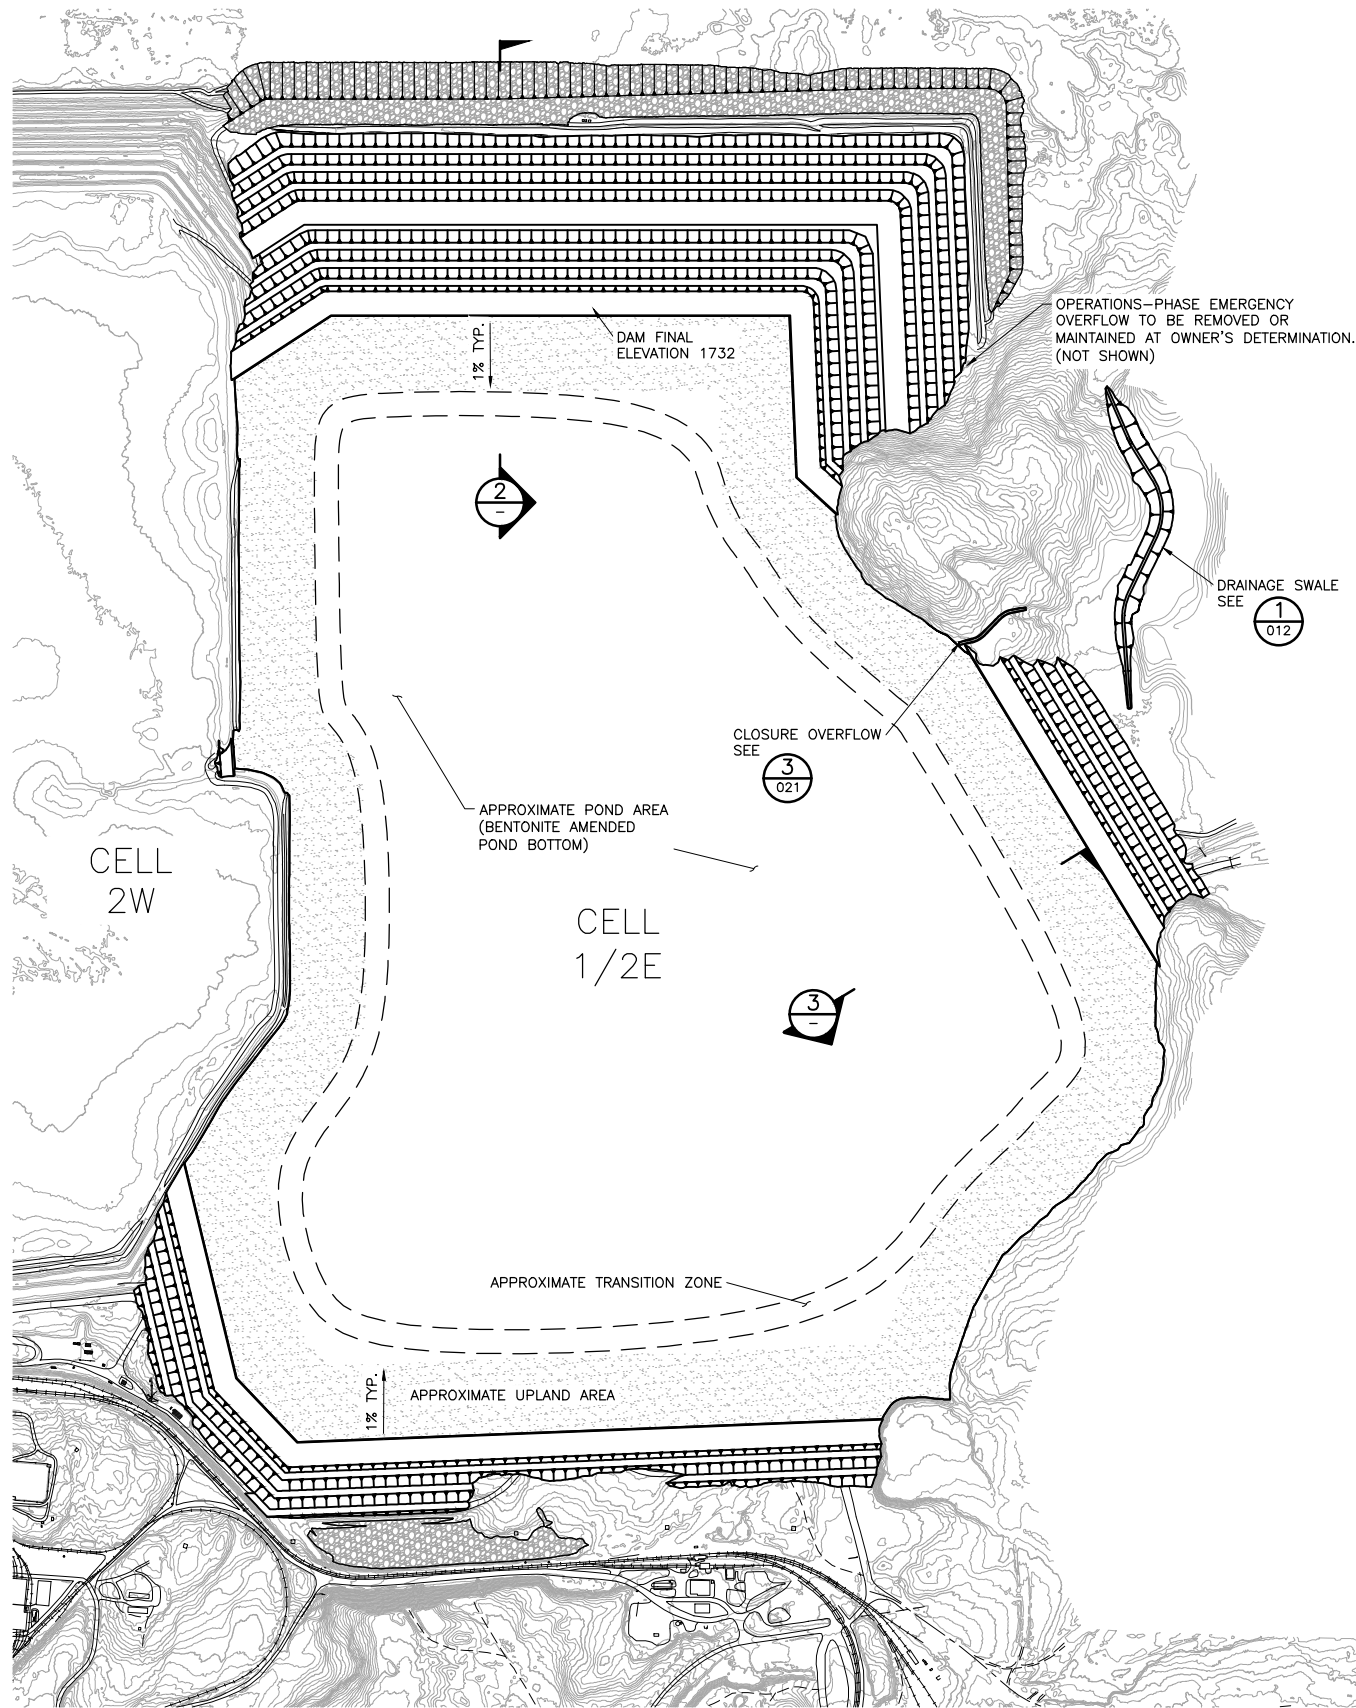 OPERATIONS–PHASE EMERGENCY
OVERFLOW TO BE REMOVED OR
MAINTAINED AT OWNER'S DETERMINATION.
(NOT SHOWN)
DAM FINAL
ELEVATION 1732
1% TYP.
2
–
DRAINAGE SWALE
SEE
1
012
CLOSURE OVERFLOW
SEE
3
021
APPROXIMATE POND AREA
(BENTONITE AMENDED
POND BOTTOM)
CELL
2W
CELL
1/2E
3
–
APPROXIMATE TRANSITION ZONE
1% TYP.
APPROXIMATE UPLAND AREA